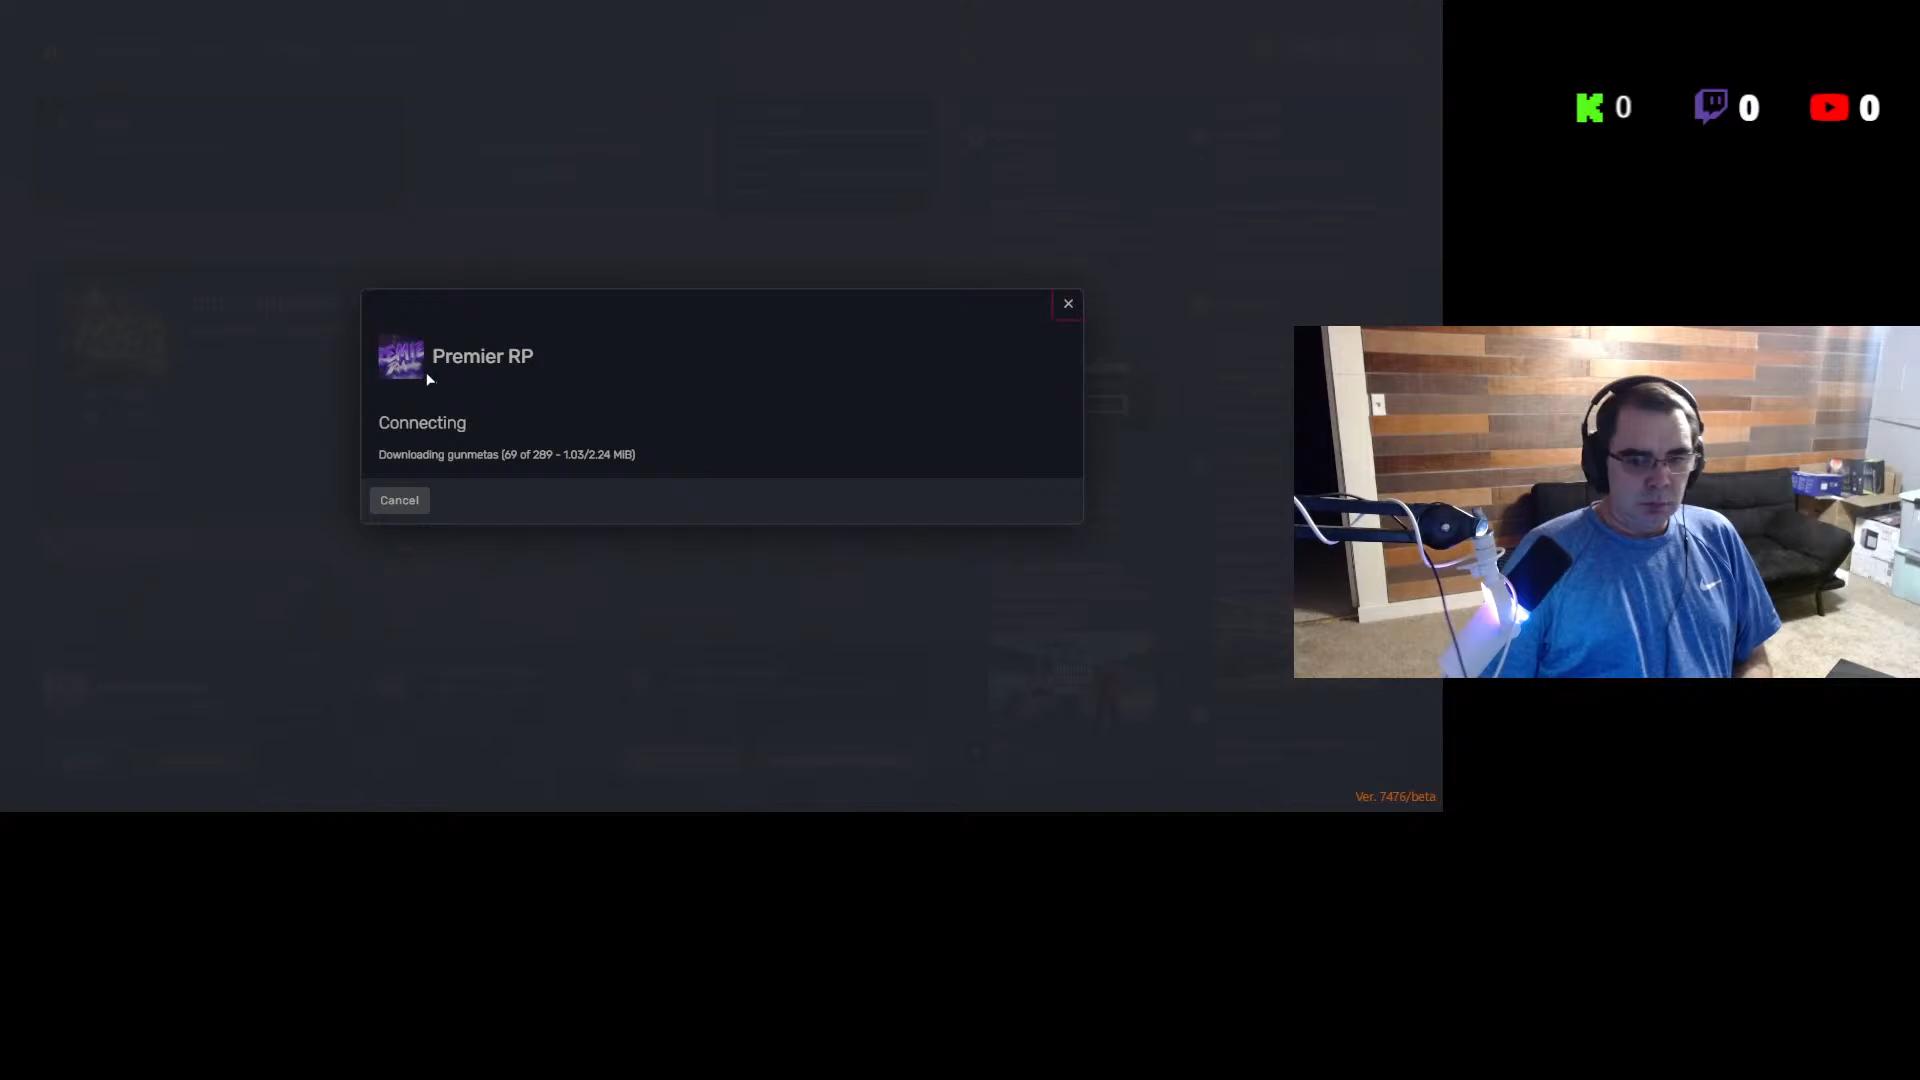 0 0 0
Premier RP
Connecting
Downloading gunmetas (69 of 289 - 1.03/2.24 MiB)
Cancel
Ver. 7476/beta